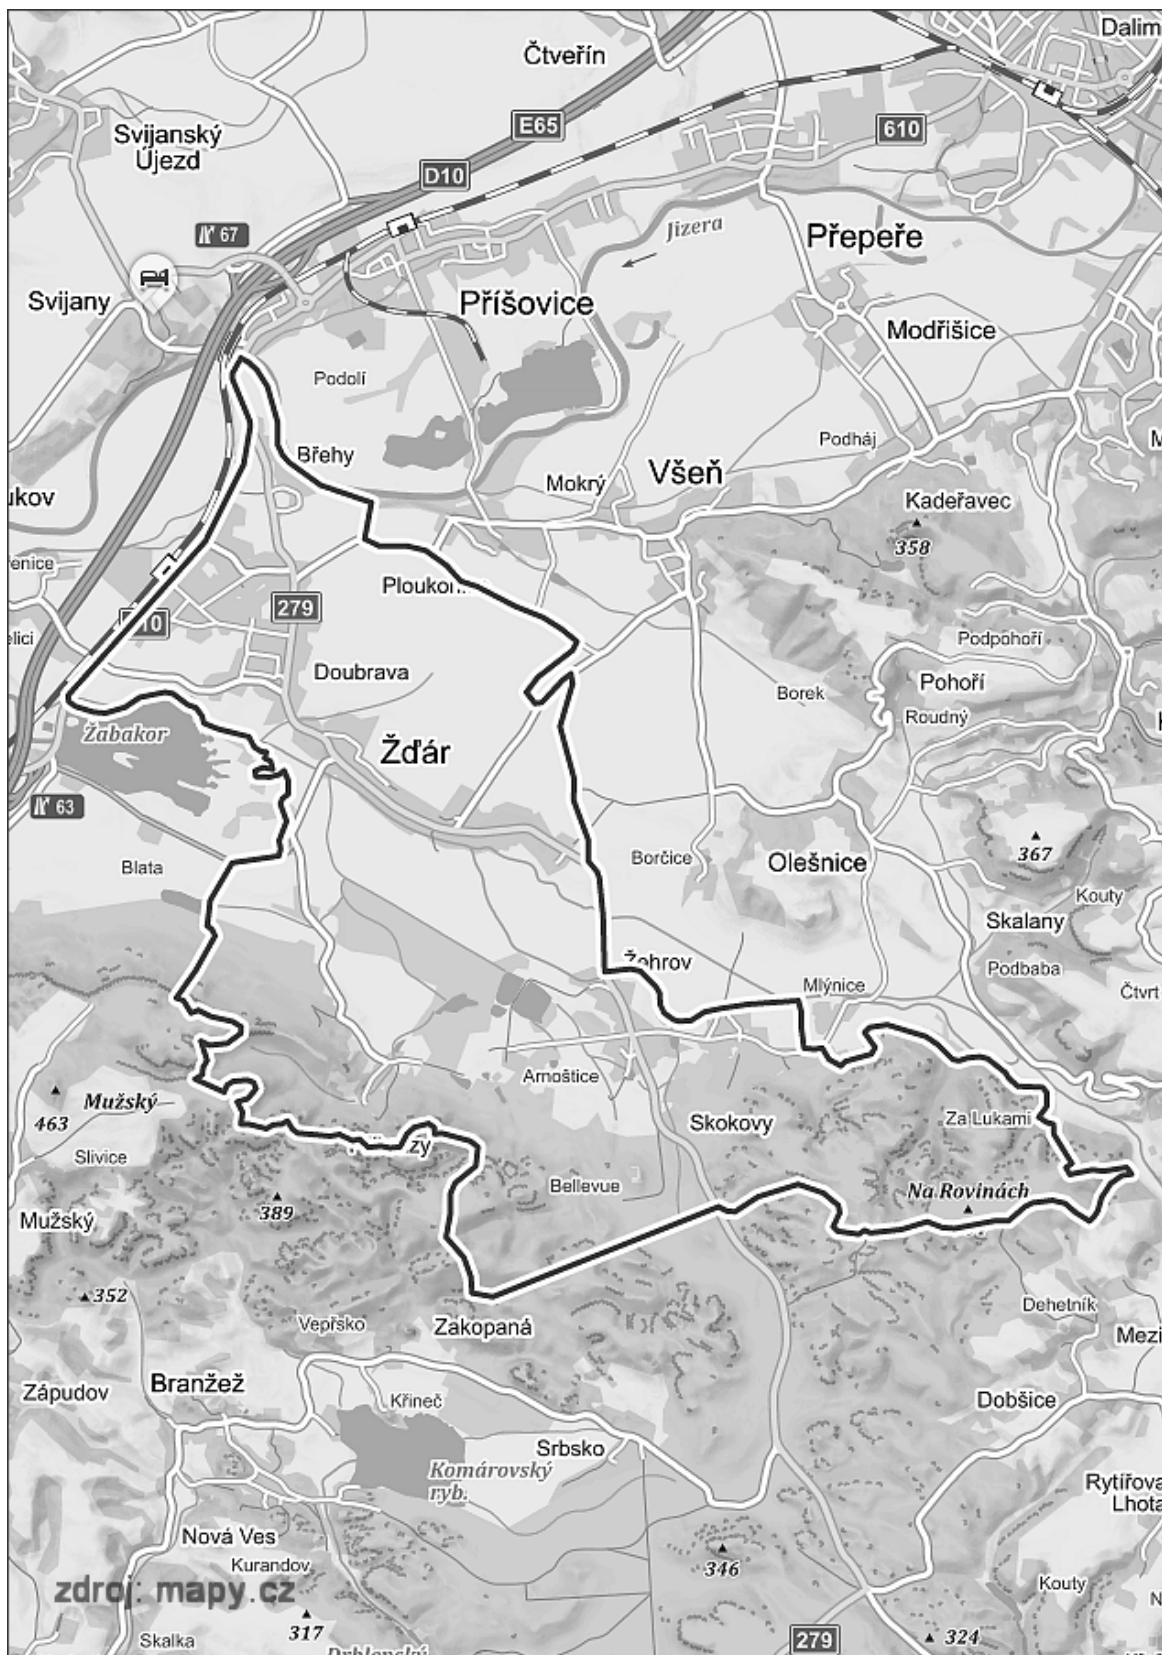 Dalim
Čtveřín
E65
610
Svijanský
Újezd
D10
67
Jizera
Přepeře
Svijany
Příšovice
Modřišice
Podolí
Podháj
Břehy
Mokrý
Všeň
Kadeřavec
358
279
Doubrava
Podpohoří
Pohoří
Borek
Roudný
Žabakor
Žďár
63
Borčice
Olešnice
367
Blata
Kouty
Skalany
Podbaba
Mlýnice
Čtvrt
Arnoštice
463
Mužský
Skokovy
Za Lukami
Slivice
Bellevue
Na Rovinách
Mužský
389
352
Dehetník
Vepřsko
Zakopaná
Mezi
Branžež
Zápudov
Křineč
Dobšice
Srbsko
Komárovský
ryb.
Rytířova
Lhota
Nová Ves
Kurandov
346
Kouty
zdroj: mapy.cz
317
Skalka
279
324